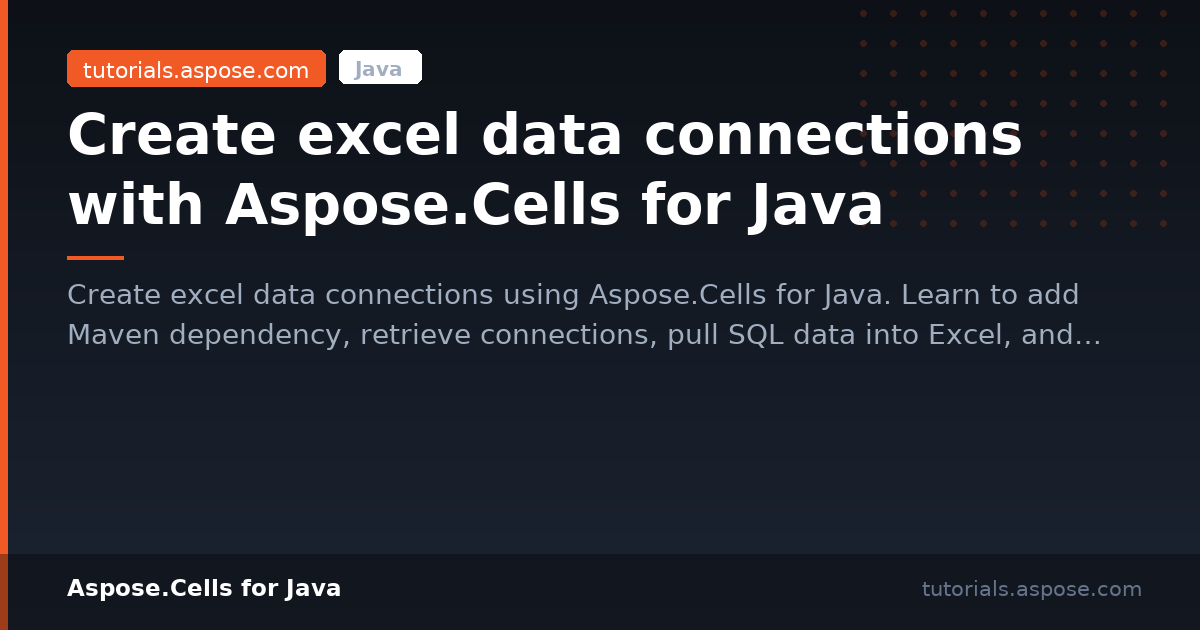 tutorials.aspose.com
Java
Create excel data connections
with Aspose.Cells for Java
Create excel data connections using Aspose.Cells for Java. Learn to add
Maven dependency, retrieve connections, pull SQL data into Excel, and...
Aspose.Cells for Java
tutorials.aspose.com